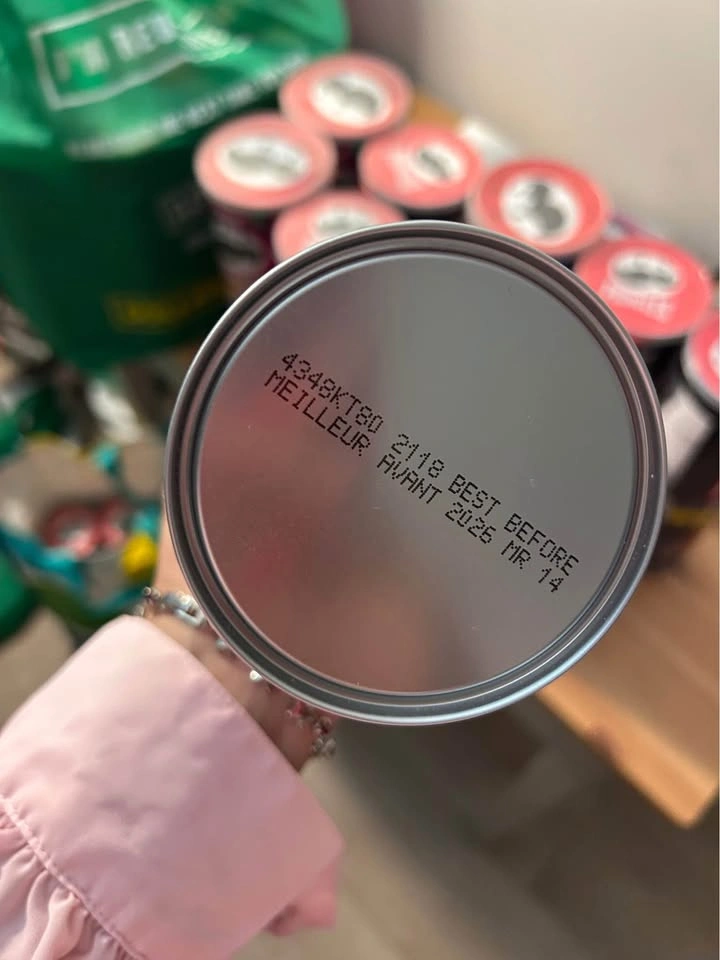 4348KT80 2118 BEST BEFORE
MEILLEUR AVANT 2026 MR 14